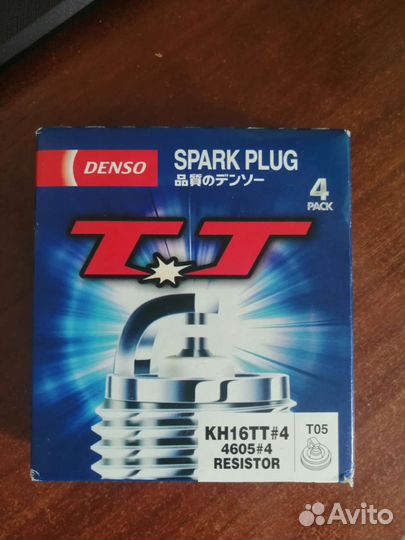 DENSO
SPARK PLUG
品質のデンソー
4
PACK
TT
KH16TT#4
4605#4
RESISTOR
T05
Avito